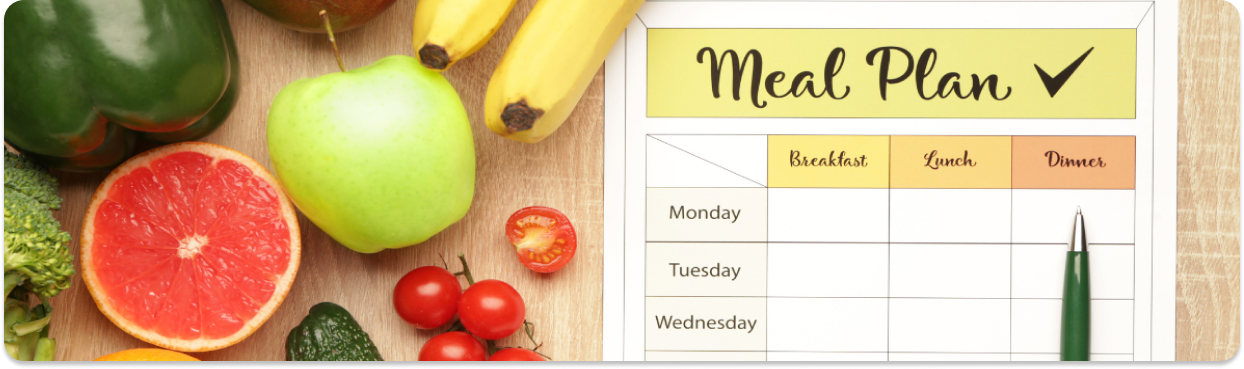 Meal Plan ✓
Breakfast Lunch Dinner
Monday
Tuesday
Wednesday